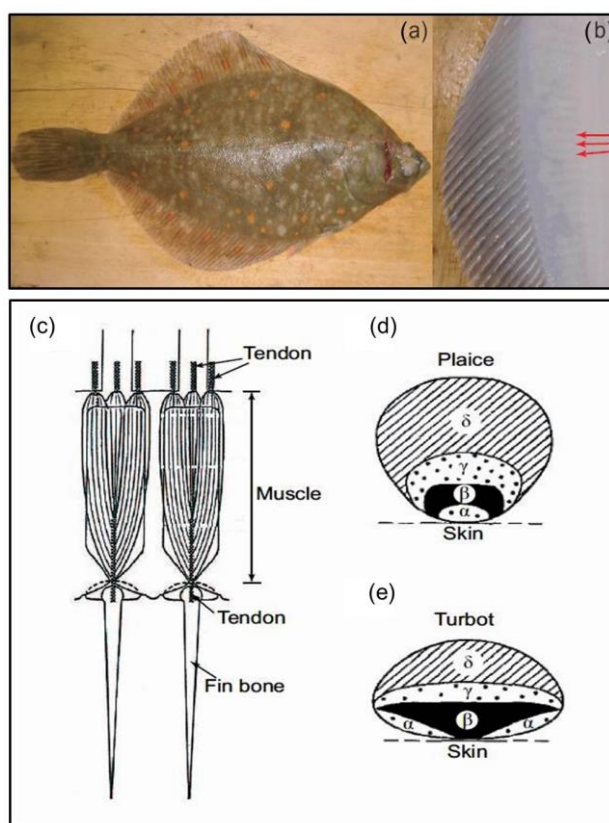 (a)
(b)
(c)
Tendon
Muscle
Tendon
Fin bone
(d)
Plaice
δ
γ
β
α
Skin
(e)
Turbot
δ
γ
α
β
α
Skin